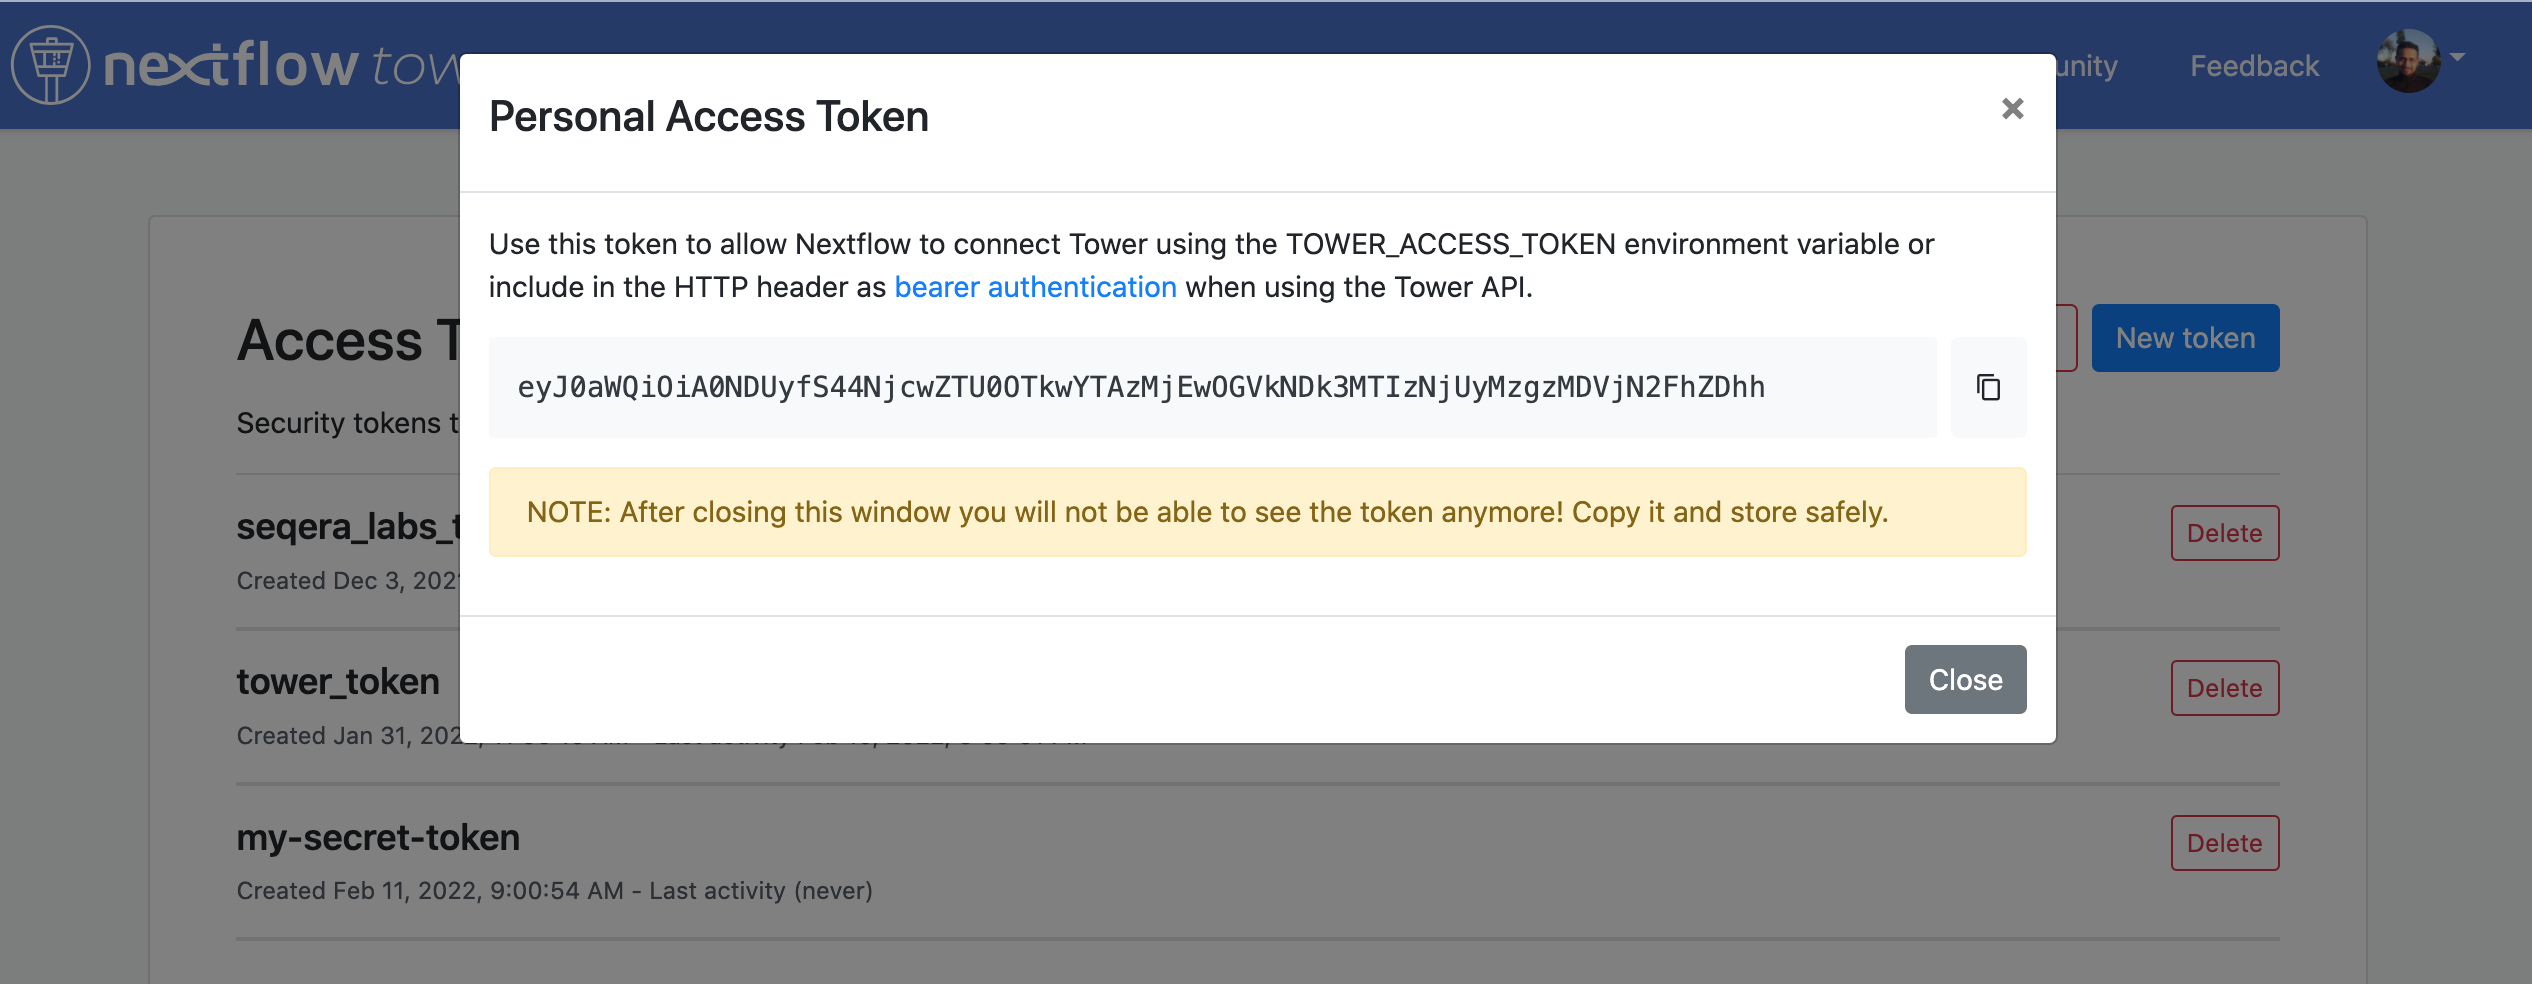 nextflow tow
unity
Feedback
Personal Access Token
Use this token to allow Nextflow to connect Tower using the TOWER_ACCESS_TOKEN environment variable or
include in the HTTP header as bearer authentication when using the Tower API.
eyJ0aWQiOiA0NDUyfS44NjcwZTU0OTkwYTAzMjEwOGVkNDk3MTIzNjUyMzgzMDVjN2FhZDhh
NOTE: After closing this window you will not be able to see the token anymore! Copy it and store safely.
Close
Access T
New token
Security tokens t
seqera_labs_t
Created Dec 3, 202
Delete
tower_token
Created Jan 31, 202
Delete
my-secret-token
Created Feb 11, 2022, 9:00:54 AM - Last activity (never)
Delete